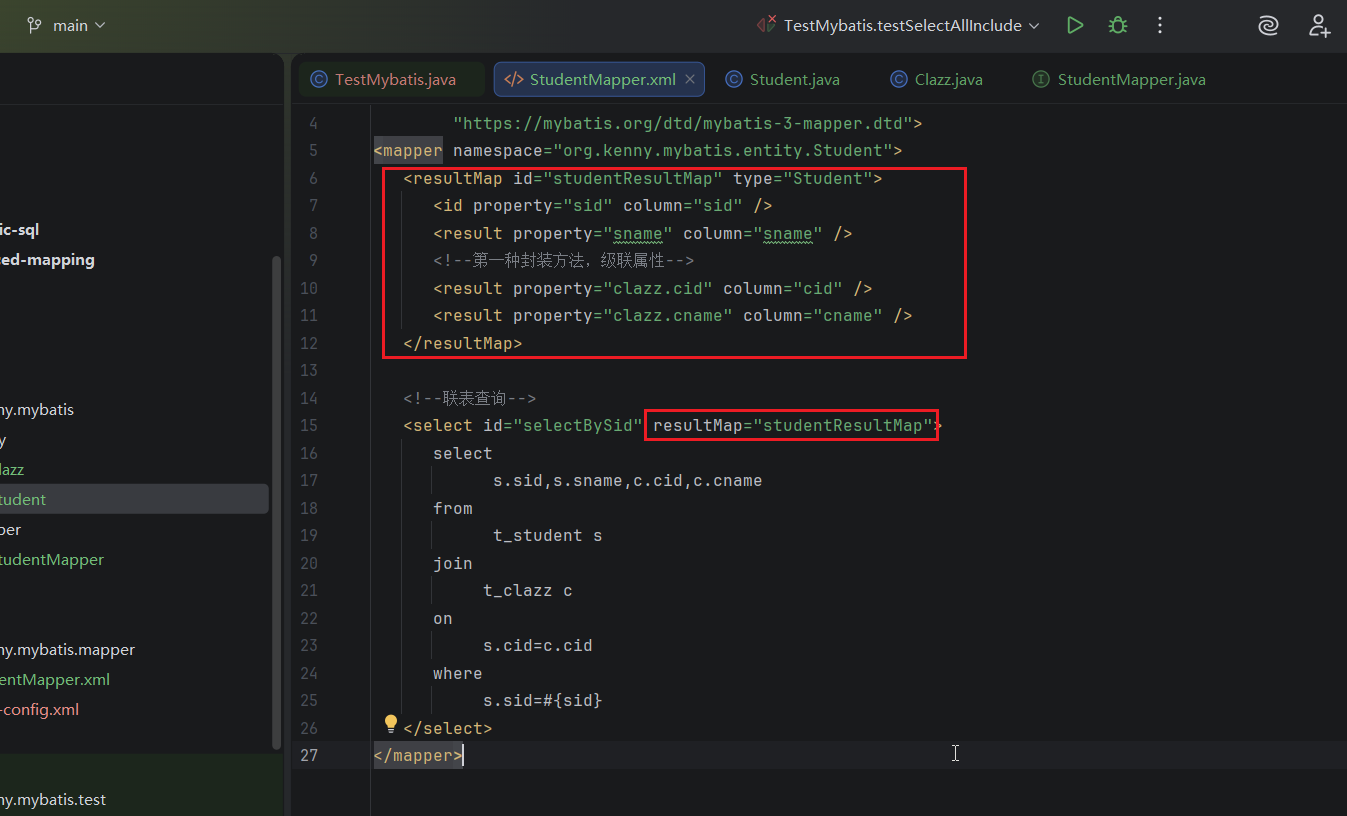 main
TestMybatis.testSelectAllInclude
TestMybatis.java
StudentMapper.xml
Student.java
Clazz.java
StudentMapper.java
ic-sql
ced-mapping
ny.mybatis
y
lazz
tudent
per
tudentMapper
ny.mybatis.mapper
entMapper.xml
-config.xml
ny.mybatis.test
4 "https://mybatis.org/dtd/mybatis-3-mapper.dtd">
5 <mapper namespace="org.kenny.mybatis.entity.Student">
6 <resultMap id="studentResultMap" type="Student">
7 <id property="sid" column="sid" />
8 <result property="sname" column="sname" />
9 <!--第一种封装方法，级联属性-->
10 <result property="clazz.cid" column="cid" />
11 <result property="clazz.cname" column="cname" />
12 </resultMap>
13
14 <!--联表查询-->
15 <select id="selectBySid" resultMap="studentResultMap">
16 select
17 s.sid,s.sname,c.cid,c.cname
18 from
19 t_student s
20 join
21 t_clazz c
22 on
23 s.cid=c.cid
24 where
25 s.sid=#{sid}
26 </select>
27 </mapper>